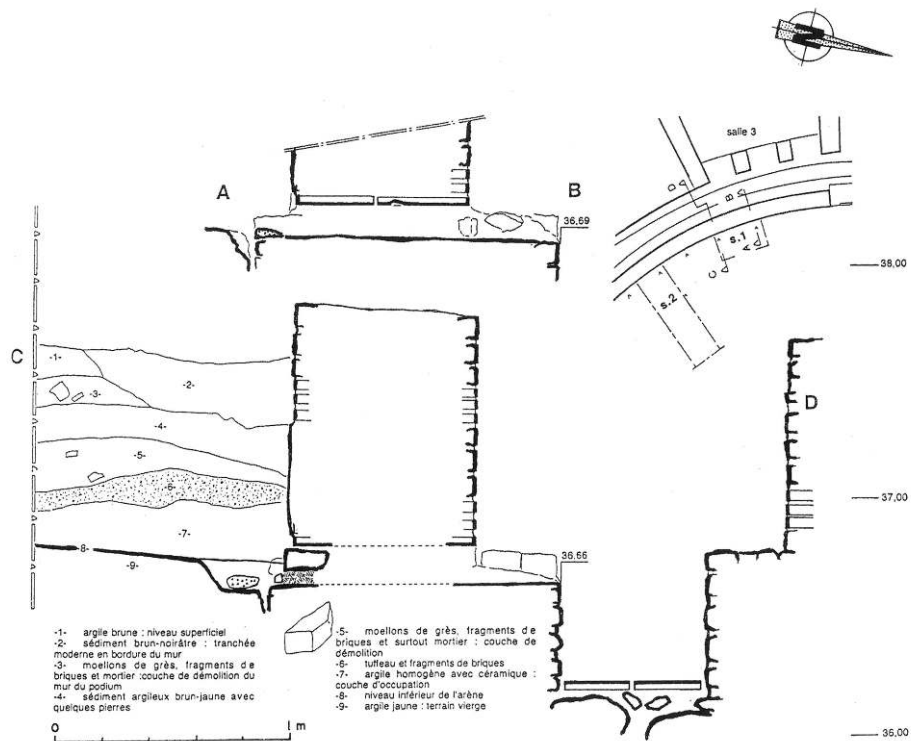 salle 3
A
B
36,69
D
B
A
C
s.1
s.2
38,00
C
-1-
-2-
-3-
-4-
-5-
-6-
-7-
-8-
-9-
D
37,00
36,66
-1- argile brune : niveau superficiel
-2- sédiment brun-noirâtre : tranchée
moderne en bordure du mur
-3- moellons de grès, fragments de
briques et mortier :couche de démolition du
mur du podium
-4- sédiment argileux brun-jaune avec
quelques pierres
-5- moellons de grès, fragments de
briques et surtout mortier : couche de
démolition
-6- tuffeau et fragments de briques
-7- argile homogène avec céramique :
couche d'occupation
-8- niveau inférieur de l'arène
-9- argile jaune : terrain vierge
0 1 m
36,00